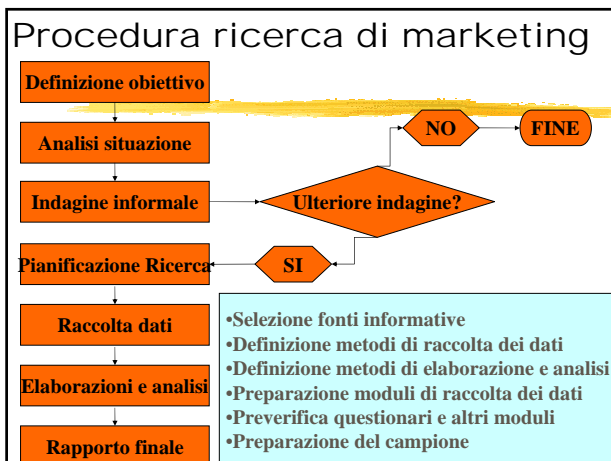 Procedura ricerca di marketing
Definizione obiettivo
Analisi situazione
Indagine informale
Ulteriore indagine?
NO
FINE
SI
Pianificazione Ricerca
Raccolta dati
Elaborazioni e analisi
Rapporto finale
•Selezione fonti informative
•Definizione metodi di raccolta dei dati
•Definizione metodi di elaborazione e analisi
•Preparazione moduli di raccolta dei dati
•Preverifica questionari e altri moduli
•Preparazione del campione